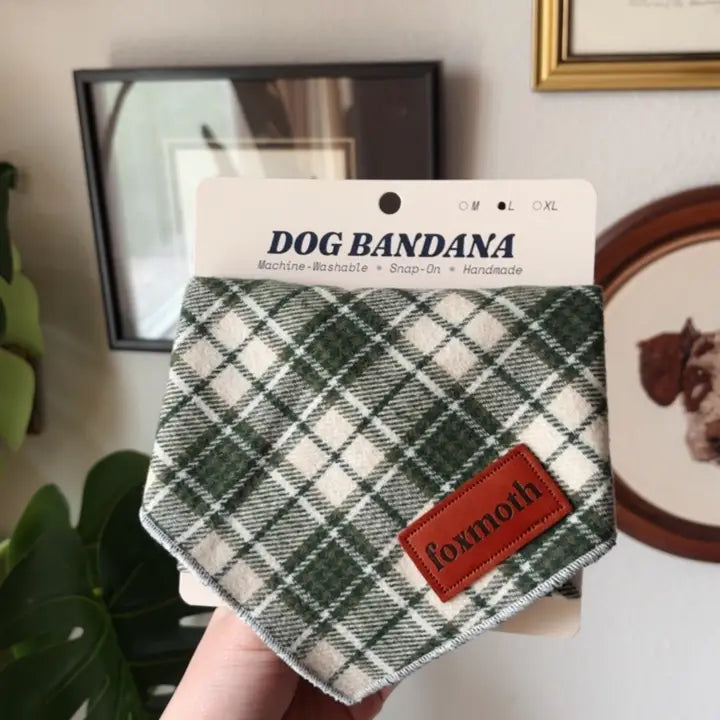 M L XL
DOG BANDANA
Machine-Washable * Snap-On * Handmade
foxmoth